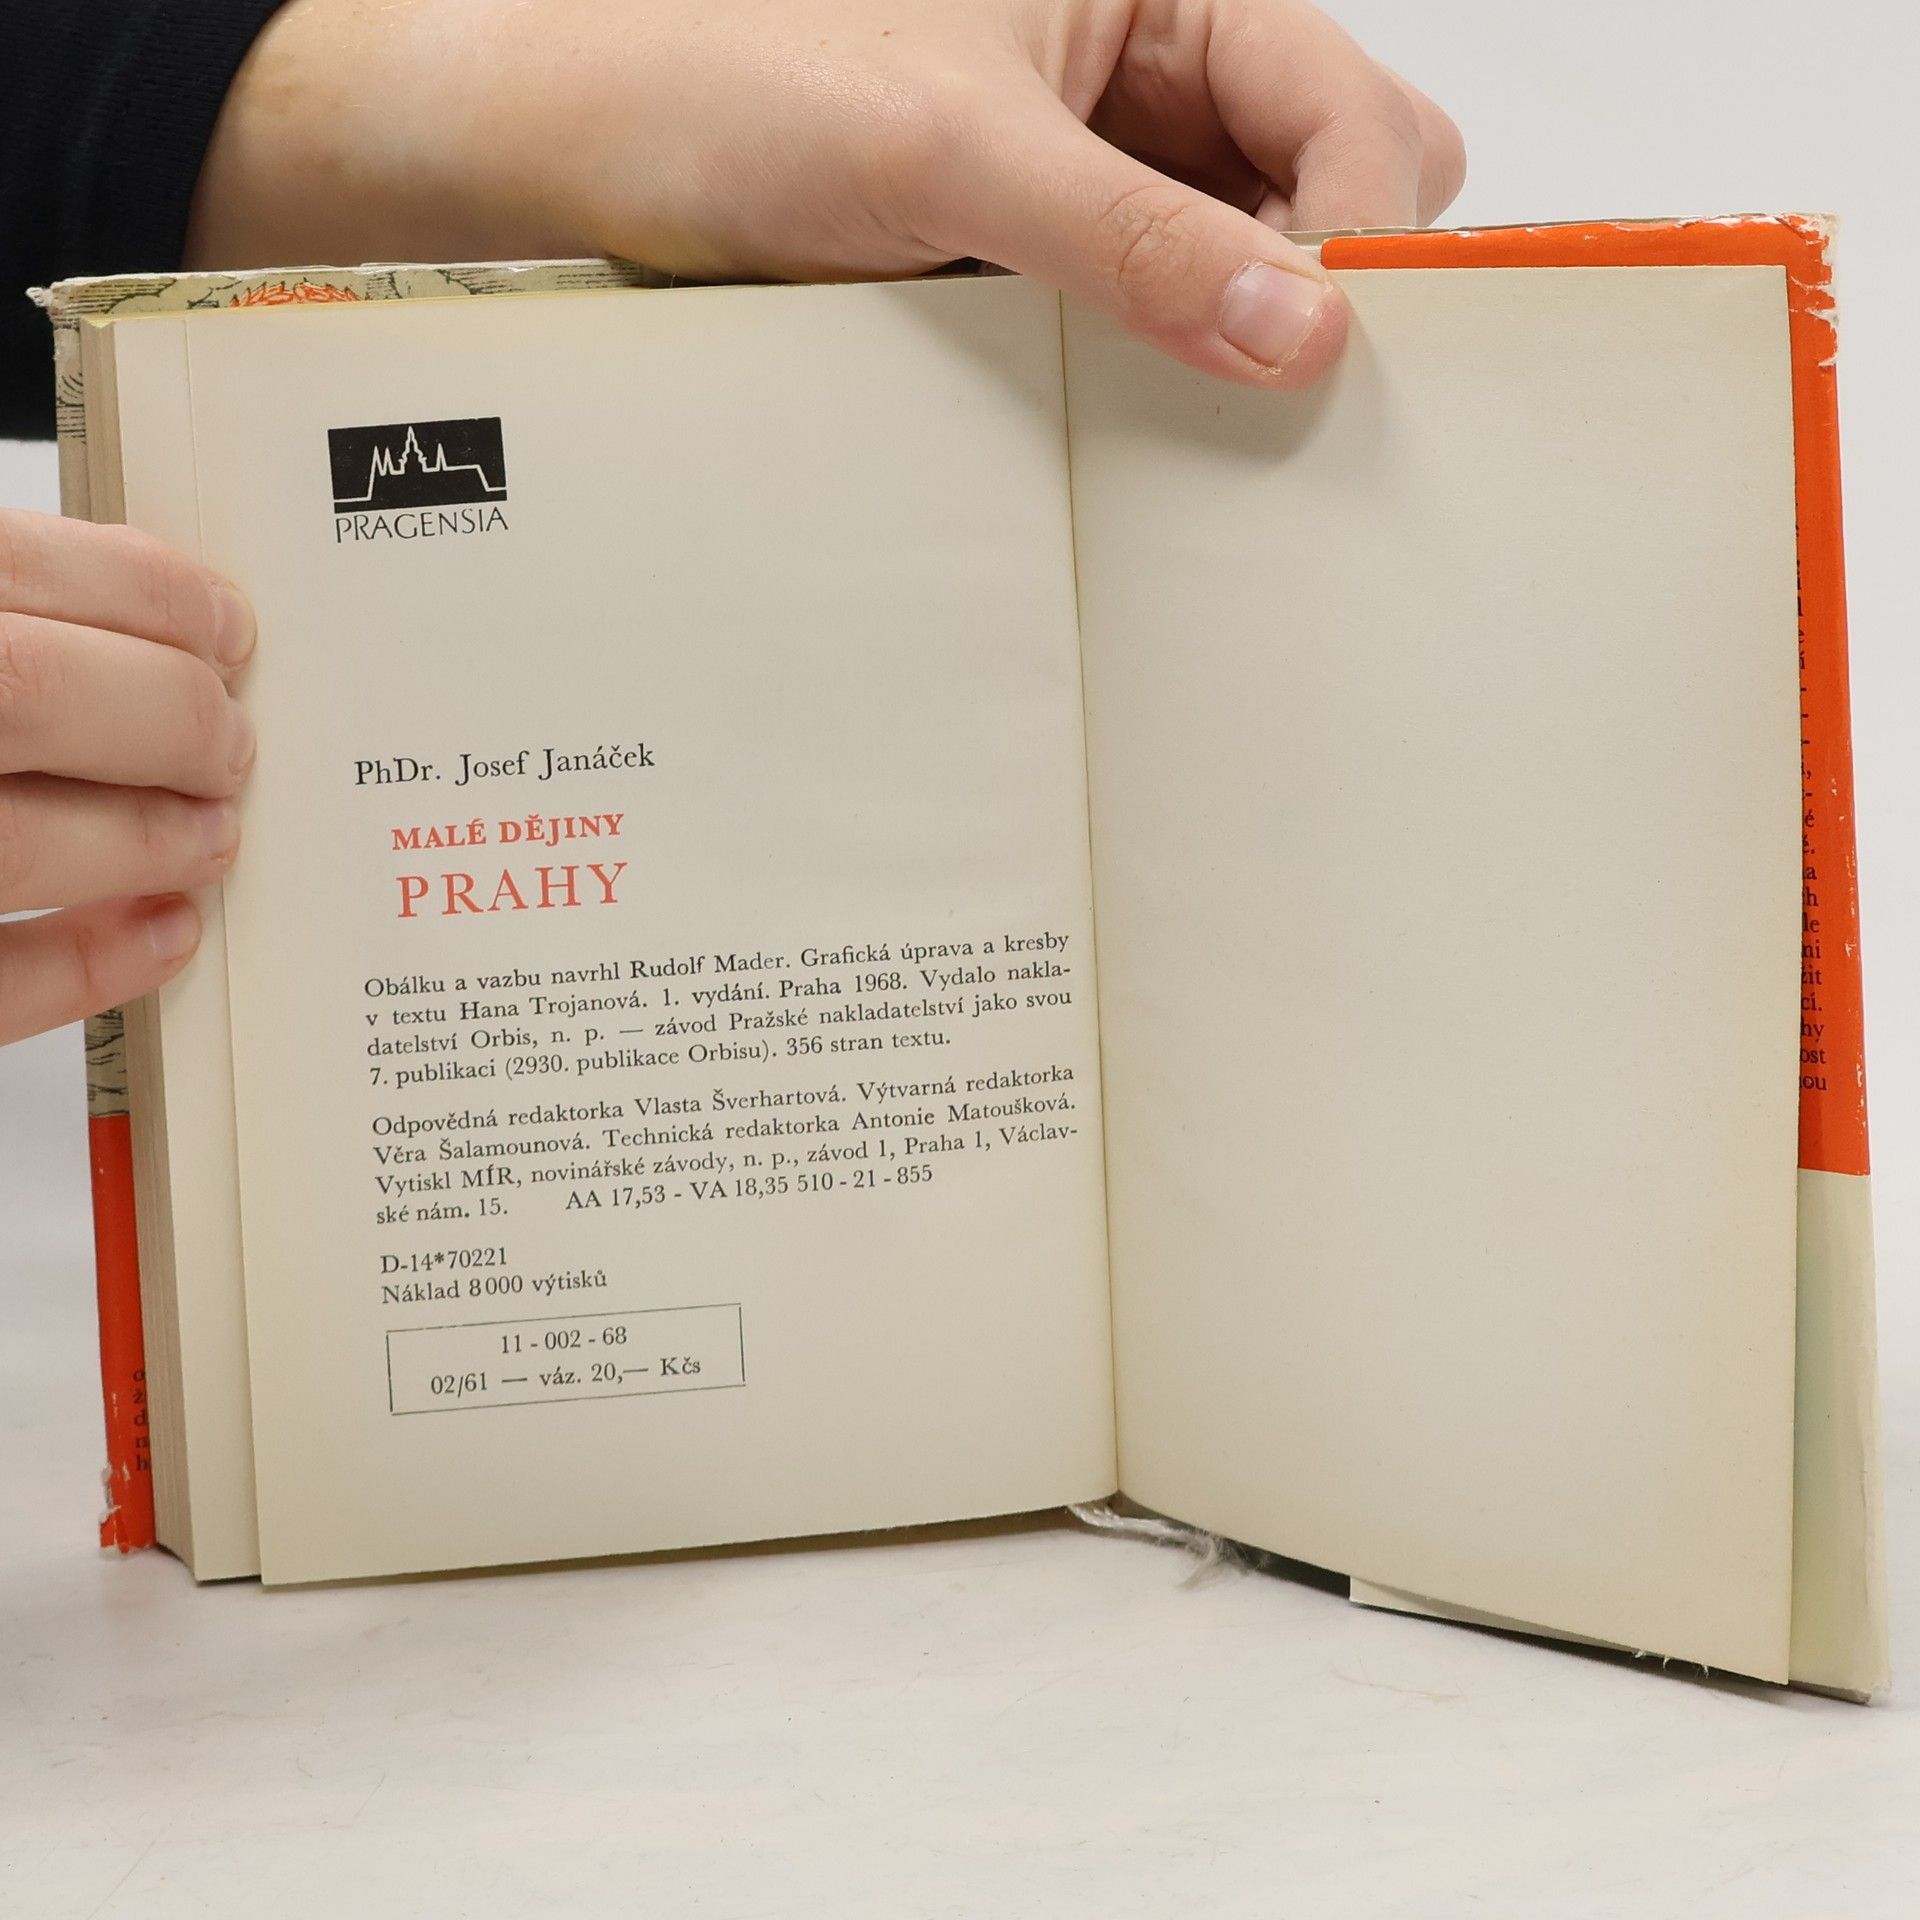 PRAGENSIA
PhDr. Josef Janáček
MALÉ DĚJINY
PRAHY
Obálku a vazbu navrhl Rudolf Mader. Grafická úprava a kresby
v textu Hana Trojanová. 1. vydání. Praha 1968. Vydalo nakla-
datelství Orbis, n. p. — závod Pražské nakladatelství jako svou
7. publikaci (2930. publikace Orbisu). 356 stran textu.
Odpovědná redaktorka Vlasta Šverhartová. Výtvarná redaktorka
Věra Šalamounová. Technická redaktorka Antonie Matoušková.
Vytiskl MÍR, novinářské závody, n. p., závod 1, Praha 1, Václav-
ské nám. 15. AA 17,53 - VA 18,35 510 - 21 - 855
D-14*70221
Náklad 8000 výtisků
11 - 002 - 68
02/61 — váz. 20,— Kčs